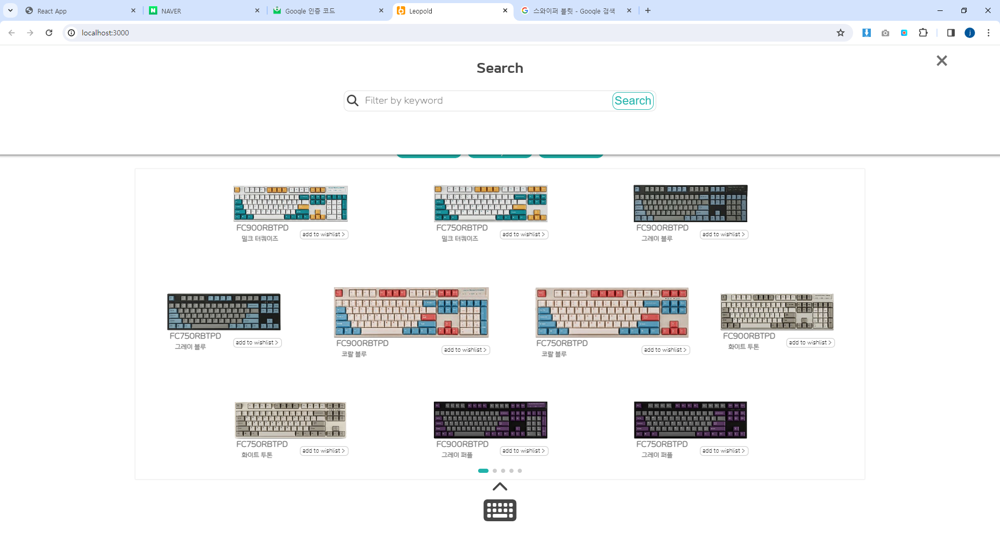 React App
NAVER
Google 인증 코드
Leopold
스와이퍼 블릿 - Google 검색
localhost:3000
j
Search
Filter by keyword
Search
FC900RBTPD
밀크 터쿼이즈
add to wishlist >
FC750RBTPD
밀크 터쿼이즈
add to wishlist >
FC900RBTPD
그레이 블루
add to wishlist >
FC750RBTPD
그레이 블루
add to wishlist >
FC900RBTPD
코랄 블루
add to wishlist >
FC750RBTPD
코랄 블루
add to wishlist >
FC900RBTPD
화이트 투톤
add to wishlist >
FC750RBTPD
화이트 투톤
add to wishlist >
FC900RBTPD
그레이 퍼플
add to wishlist >
FC750RBTPD
그레이 퍼플
add to wishlist >